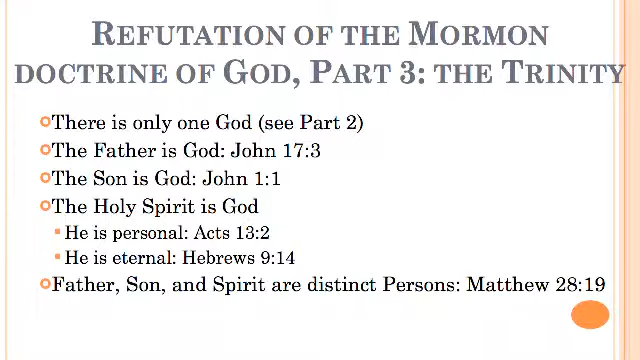 REFUTATION OF THE MORMON
DOCTRINE OF GOD, PART 3: THE TRINITY
There is only one God (see Part 2)
The Father is God: John 17:3
The Son is God: John 1:1
The Holy Spirit is God
He is personal: Acts 13:2
He is eternal: Hebrews 9:14
Father, Son, and Spirit are distinct Persons: Matthew 28:19